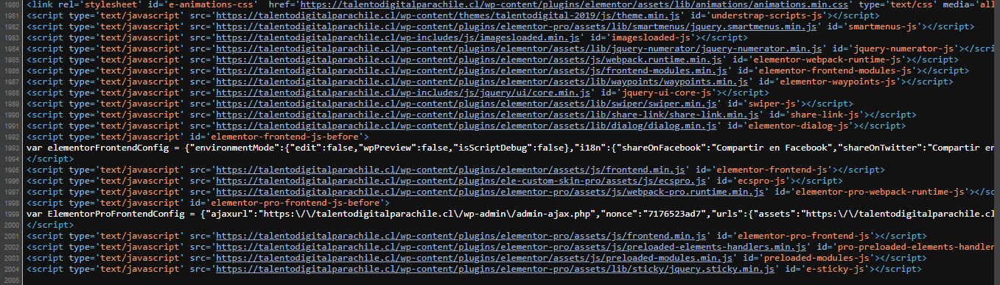 1980 <link rel='stylesheet' id='e-animations-css'  href='https://talentodigitalparachile.cl/wp-content/plugins/elementor/assets/lib/animations/animations.min.css' type='text/css' media='all
1981 <script type='text/javascript' src='https://talentodigitalparachile.cl/wp-content/themes/talentodigital-2019/js/theme.min.js' id='understrap-scripts-js'></script>
1982 <script type='text/javascript' src='https://talentodigitalparachile.cl/wp-content/plugins/elementor-pro/assets/lib/smartmenus/jquery.smartmenus.min.js' id='smartmenus-js'></script>
1983 <script type='text/javascript' src='https://talentodigitalparachile.cl/wp-includes/js/imagesloaded.min.js' id='imagesloaded-js'></script>
1984 <script type='text/javascript' src='https://talentodigitalparachile.cl/wp-content/plugins/elementor/assets/lib/jquery-numerator/jquery-numerator.min.js' id='jquery-numerator-js'></scri
1985 <script type='text/javascript' src='https://talentodigitalparachile.cl/wp-content/plugins/elementor/assets/js/webpack.runtime.min.js' id='elementor-webpack-runtime-js'></script>
1986 <script type='text/javascript' src='https://talentodigitalparachile.cl/wp-content/plugins/elementor/assets/js/frontend-modules.min.js' id='elementor-frontend-modules-js'></script>
1987 <script type='text/javascript' src='https://talentodigitalparachile.cl/wp-content/plugins/elementor/assets/lib/waypoints/waypoints.min.js' id='elementor-waypoints-js'></script>
1988 <script type='text/javascript' src='https://talentodigitalparachile.cl/wp-includes/js/jquery/ui/core.min.js' id='jquery-ui-core-js'></script>
1989 <script type='text/javascript' src='https://talentodigitalparachile.cl/wp-content/plugins/elementor/assets/lib/swiper/swiper.min.js' id='swiper-js'></script>
1990 <script type='text/javascript' src='https://talentodigitalparachile.cl/wp-content/plugins/elementor/assets/lib/share-link/share-link.min.js' id='share-link-js'></script>
1991 <script type='text/javascript' src='https://talentodigitalparachile.cl/wp-content/plugins/elementor/assets/lib/dialog/dialog.min.js' id='elementor-dialog-js'></script>
1992 <script type='text/javascript' id='elementor-frontend-js-before'>
1993 var elementorFrontendConfig = {"environmentMode":{"edit":false,"wpPreview":false,"isScriptDebug":false},"i18n":{"shareOnFacebook":"Compartir en Facebook","shareOnTwitter":"Compartir en
1994 </script>
1995 <script type='text/javascript' src='https://talentodigitalparachile.cl/wp-content/plugins/elementor/assets/js/frontend.min.js' id='elementor-frontend-js'></script>
1996 <script type='text/javascript' src='https://talentodigitalparachile.cl/wp-content/plugins/ele-custom-skin-pro/assets/js/ecspro.js' id='ecspro-js'></script>
1997 <script type='text/javascript' src='https://talentodigitalparachile.cl/wp-content/plugins/elementor-pro/assets/js/webpack-pro.runtime.min.js' id='elementor-pro-webpack-runtime-js'></sc
1998 <script type='text/javascript' id='elementor-pro-frontend-js-before'>
1999 var ElementorProFrontendConfig = {"ajaxurl":"https:\/\/talentodigitalparachile.cl\/wp-admin\/admin-ajax.php","nonce":"7176523ad7","urls":{"assets":"https:\/\/talentodigitalparachile.cl
2000 </script>
2001 <script type='text/javascript' src='https://talentodigitalparachile.cl/wp-content/plugins/elementor-pro/assets/js/frontend.min.js' id='elementor-pro-frontend-js'></script>
2002 <script type='text/javascript' src='https://talentodigitalparachile.cl/wp-content/plugins/elementor-pro/assets/js/preloaded-elements-handlers.min.js' id='pro-preloaded-elements-handler
2003 <script type='text/javascript' src='https://talentodigitalparachile.cl/wp-content/plugins/elementor/assets/js/preloaded-modules.min.js' id='preloaded-modules-js'></script>
2004 <script type='text/javascript' src='https://talentodigitalparachile.cl/wp-content/plugins/elementor-pro/assets/lib/sticky/jquery.sticky.min.js' id='e-sticky-js'></script>
2005